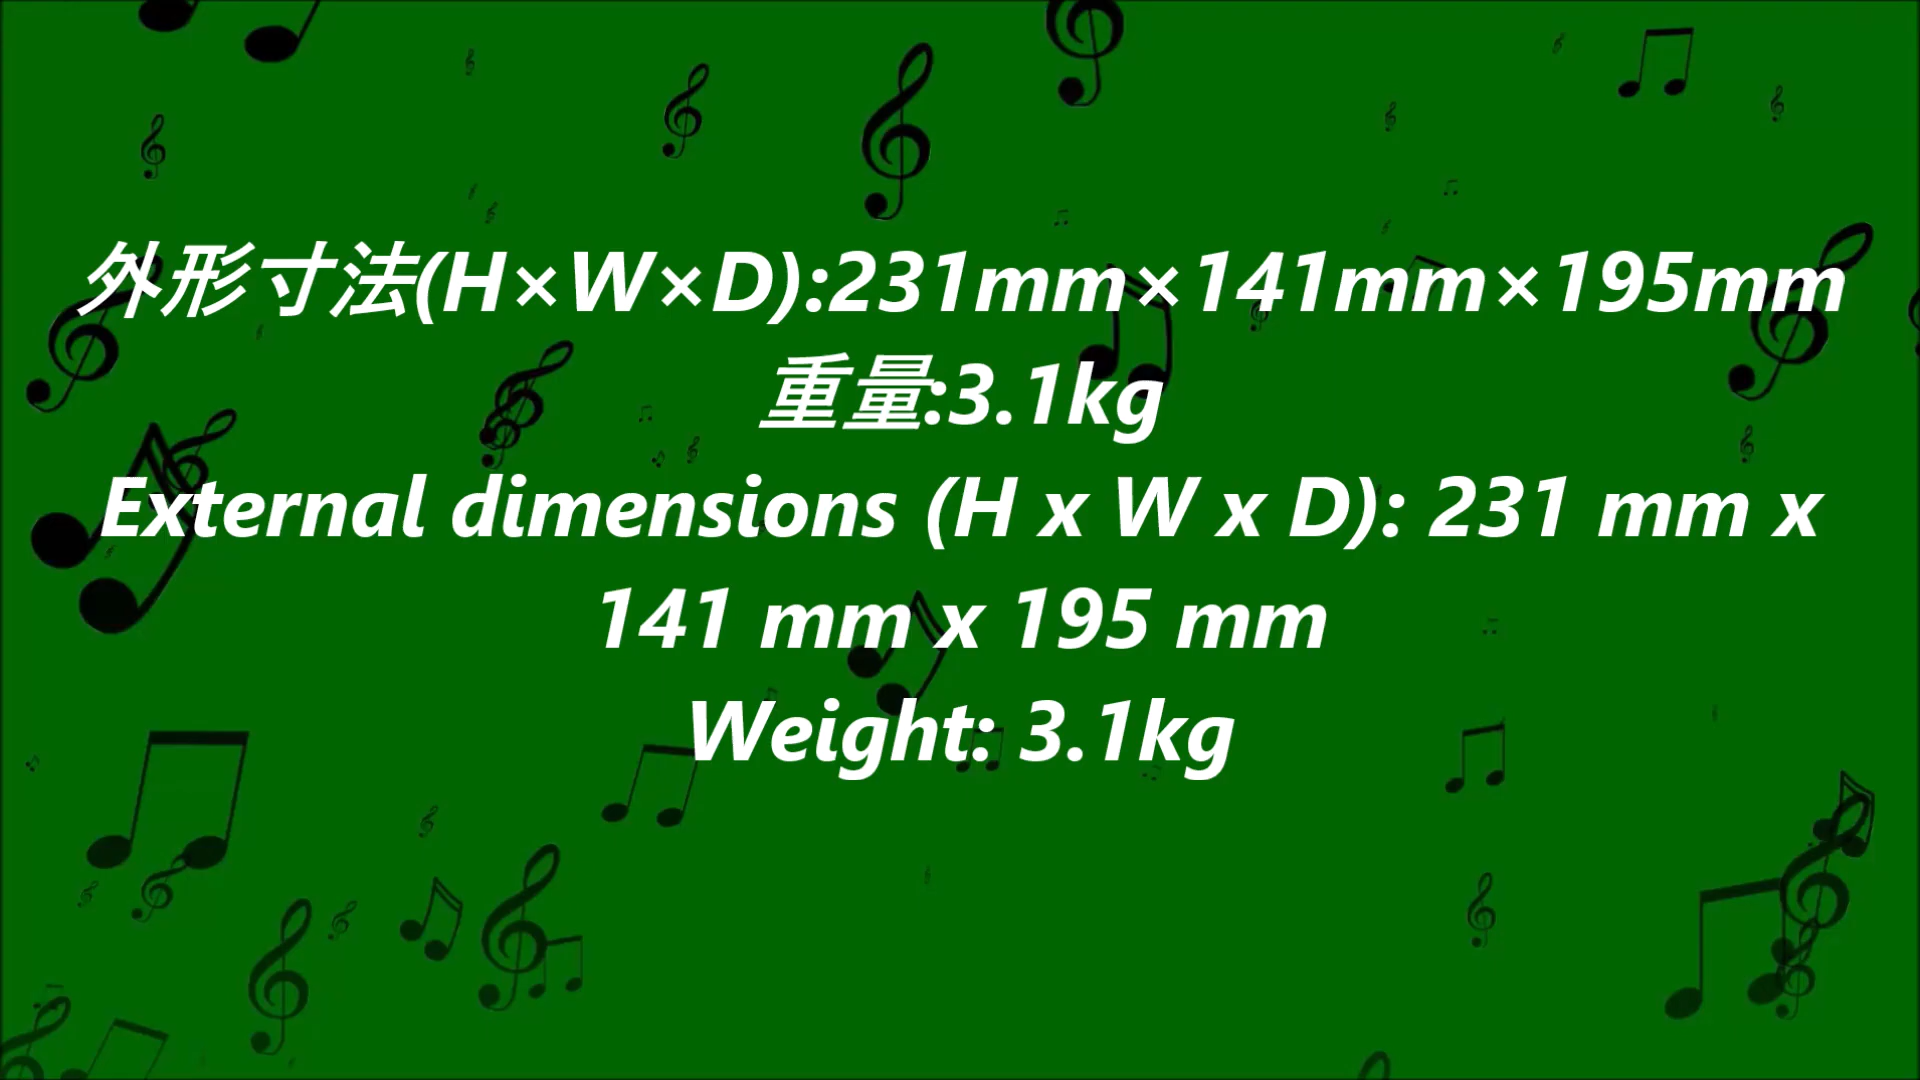 外形寸法(H×W×D):231mm×141mm×195mm
重量:3.1kg
External dimensions (H x W x D): 231 mm x
141 mm x 195 mm
Weight: 3.1kg